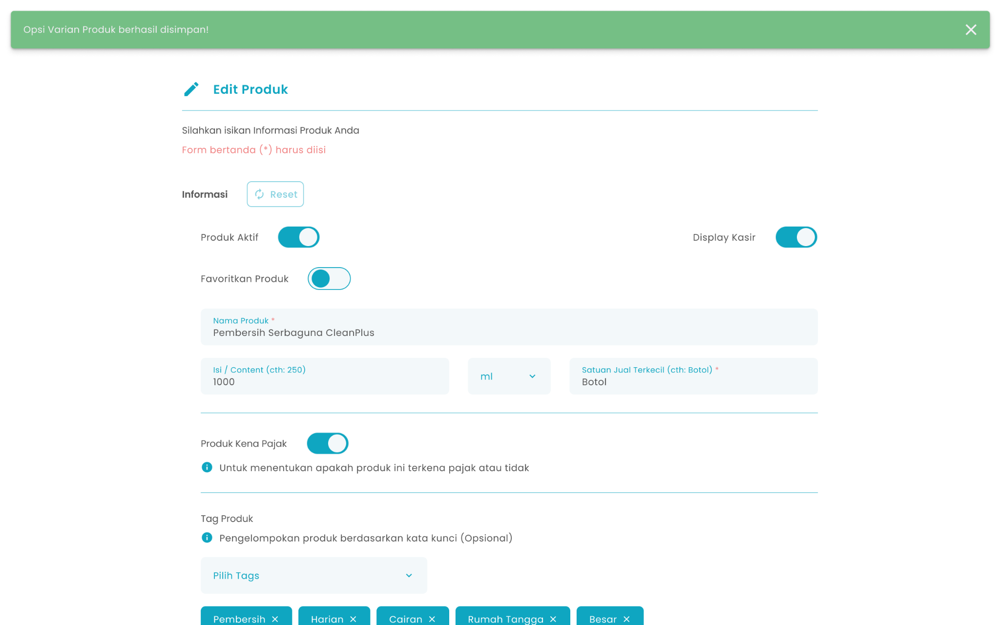 Opsi Varian Produk berhasil disimpan!
Edit Produk
Silahkan isikan Informasi Produk Anda
Form bertanda (*) harus diisi
Informasi Reset
Produk Aktif Display Kasir
Favoritkan Produk
Nama Produk *
Pembersih Serbaguna CleanPlus
Isi / Content (cth: 250)
1000
ml
Satuan Jual Terkecil (cth: Botol) *
Botol
Produk Kena Pajak
Untuk menentukan apakah produk ini terkena pajak atau tidak
Tag Produk
Pengelompokan produk berdasarkan kata kunci (Opsional)
Pilih Tags
Pembersih Harian Cairan Rumah Tangga Besar